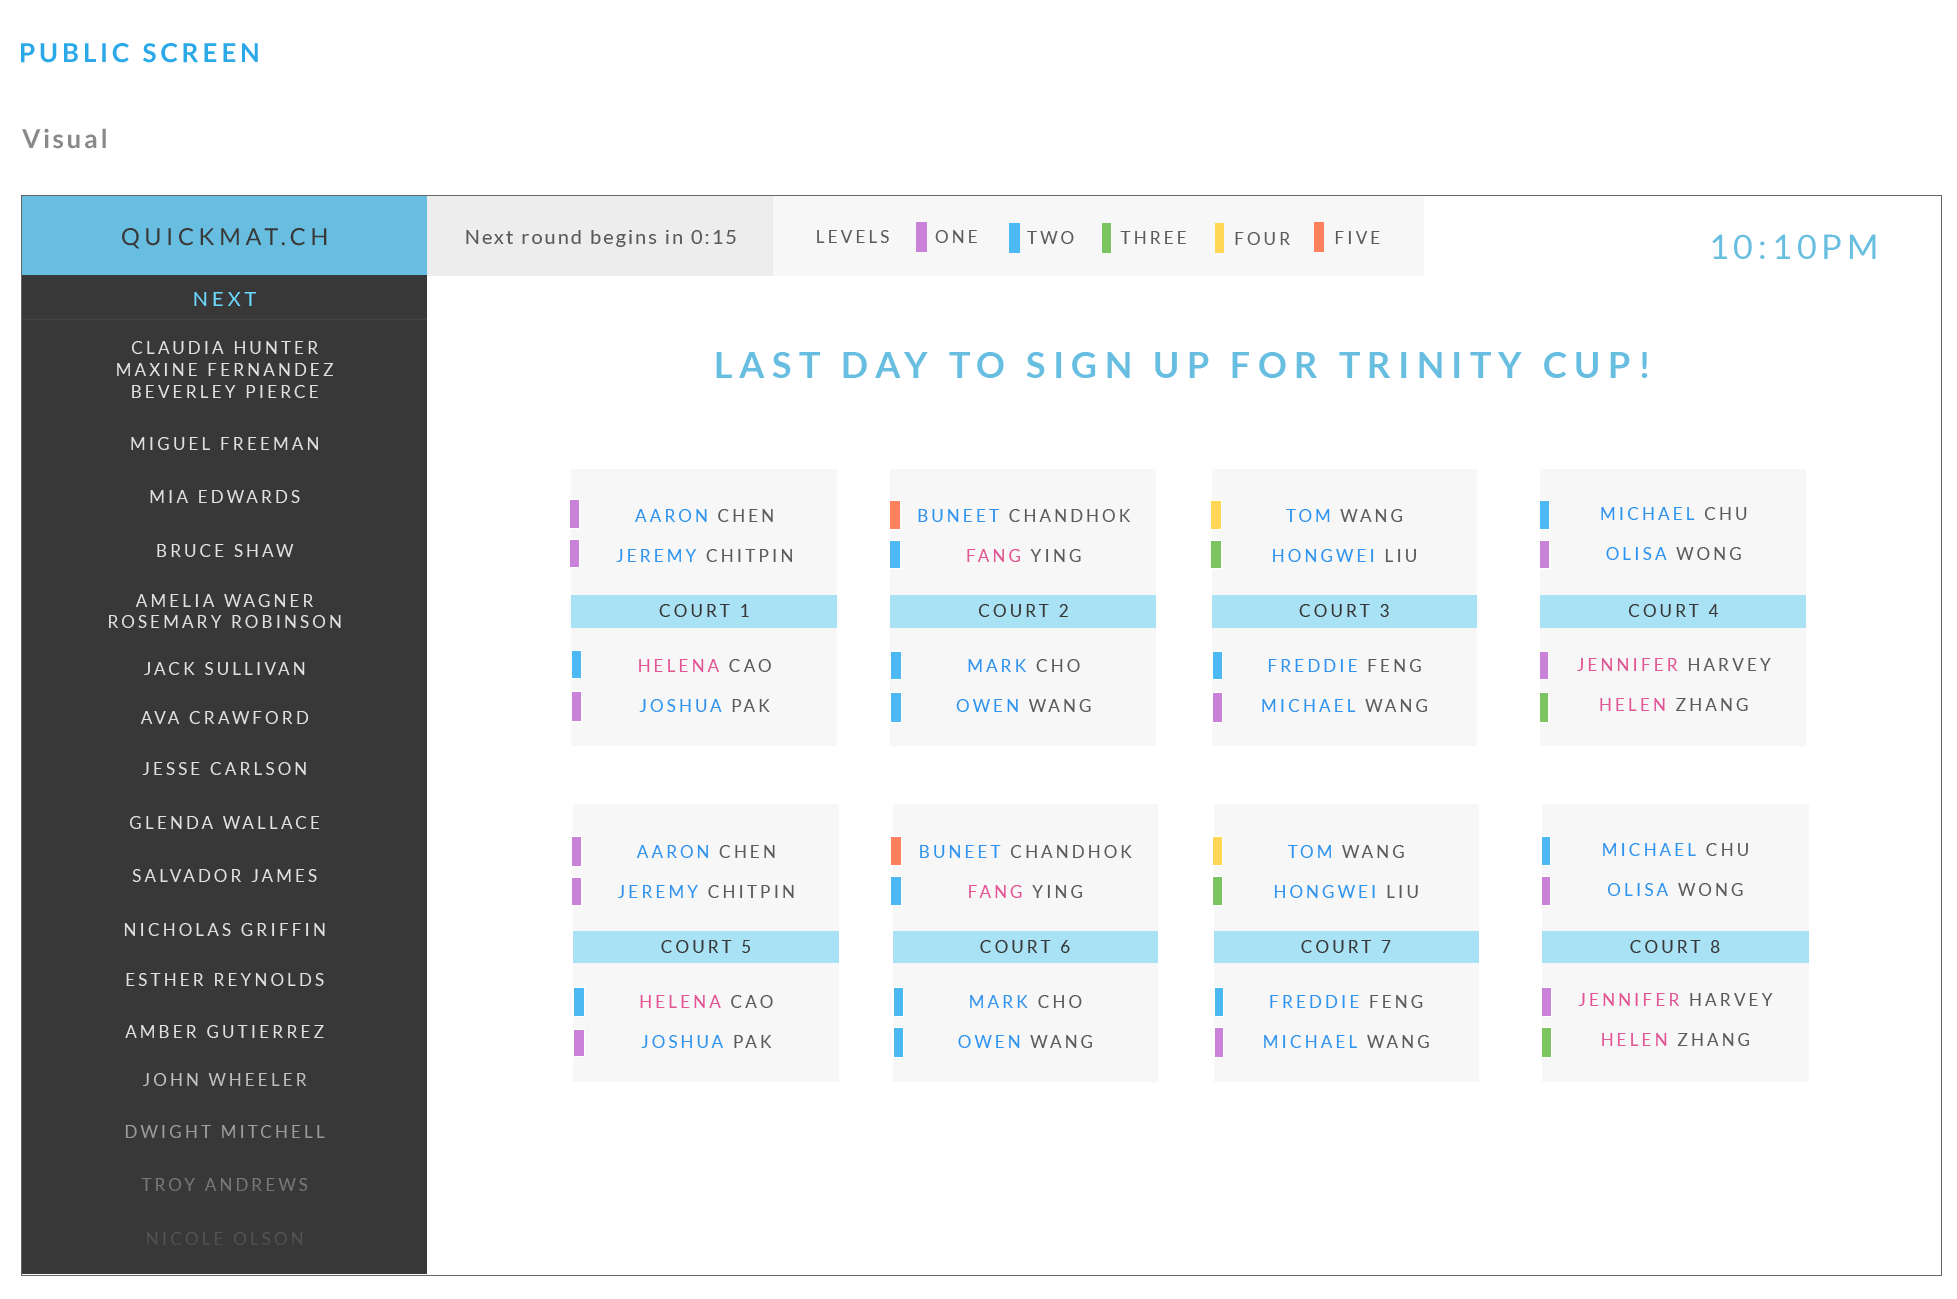 PUBLIC SCREEN
Visual
QUICKMAT.CH
Next round begins in 0:15
LEVELS ONE TWO THREE FOUR FIVE
10:10PM
NEXT
CLAUDIA HUNTER
MAXINE FERNANDEZ
BEVERLEY PIERCE
MIGUEL FREEMAN
MIA EDWARDS
BRUCE SHAW
AMELIA WAGNER
ROSEMARY ROBINSON
JACK SULLIVAN
AVA CRAWFORD
JESSE CARLSON
GLENDA WALLACE
SALVADOR JAMES
NICHOLAS GRIFFIN
ESTHER REYNOLDS
AMBER GUTIERREZ
JOHN WHEELER
DWIGHT MITCHELL
TROY ANDREWS
NICOLE OLSON
LAST DAY TO SIGN UP FOR TRINITY CUP!
AARON CHEN
JEREMY CHITPIN
COURT 1
HELENA CAO
JOSHUA PAK
BUNEET CHANDHOK
FANG YING
COURT 2
MARK CHO
OWEN WANG
TOM WANG
HONGWEI LIU
COURT 3
FREDDIE FENG
MICHAEL WANG
MICHAEL CHU
OLISA WONG
COURT 4
JENNIFER HARVEY
HELEN ZHANG
AARON CHEN
JEREMY CHITPIN
COURT 5
HELENA CAO
JOSHUA PAK
BUNEET CHANDHOK
FANG YING
COURT 6
MARK CHO
OWEN WANG
TOM WANG
HONGWEI LIU
COURT 7
FREDDIE FENG
MICHAEL WANG
MICHAEL CHU
OLISA WONG
COURT 8
JENNIFER HARVEY
HELEN ZHANG